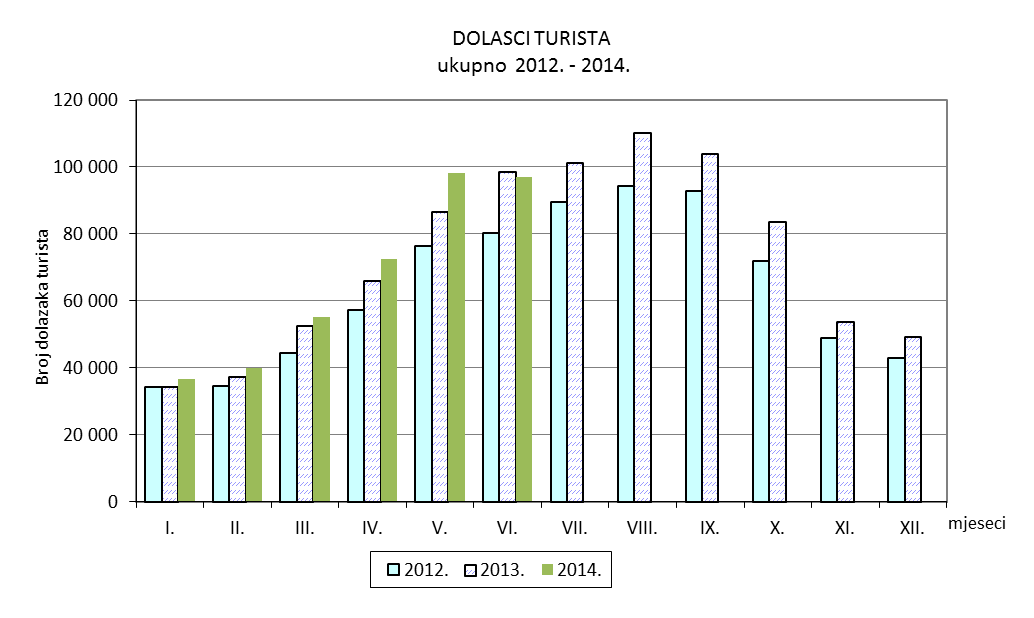 DOLASCI TURISTA
ukupno 2012. - 2014.
120 000
100 000
80 000
60 000
40 000
20 000
0
Broj dolazaka turista
I. II. III. IV. V. VI. VII. VIII. IX. X. XI. XII. mjeseci
2012. 2013. 2014.